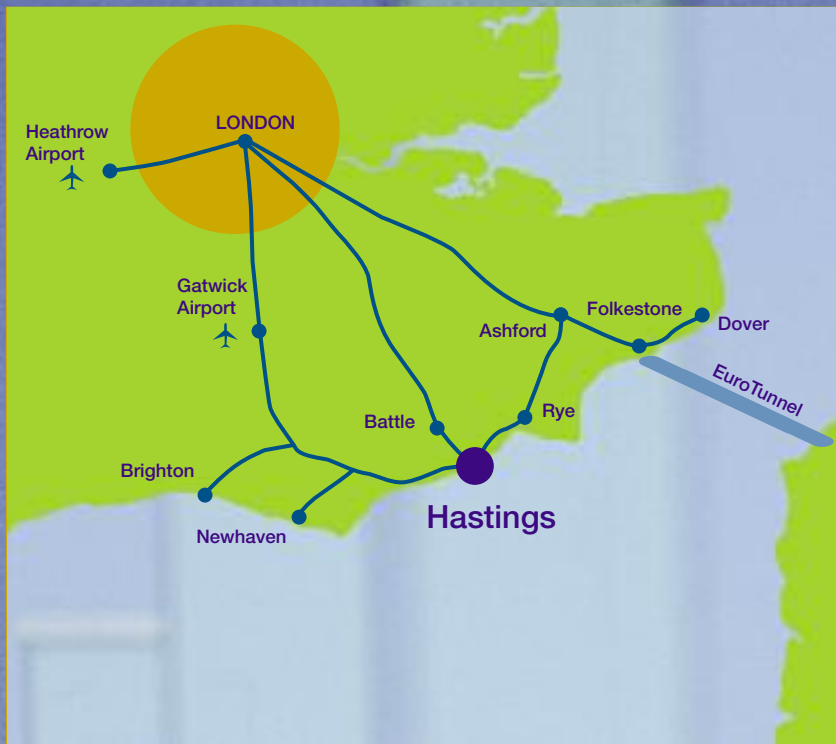 LONDON
Heathrow
Airport
Gatwick
Airport
Folkestone
Dover
Ashford
EuroTunnel
Rye
Battle
Brighton
Hastings
Newhaven